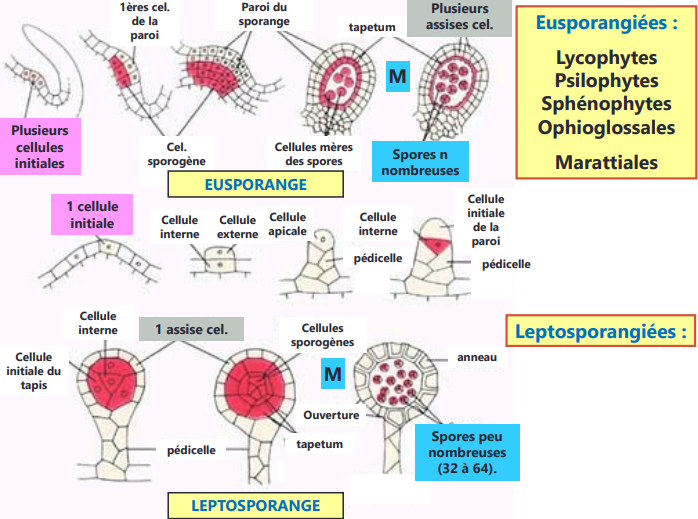 1ères cel.
de la
paroi
Paroi du
sporange
tapetum
Plusieurs
assises cel.
M
Plusieurs
cellules
initiales
Cel.
sporogène
Cellules mères
des spores
Spores n
nombreuses
EUSPORANGE
Eusporangiées :
Lycophytes
Psilophytes
Sphénophytes
Ophioglossales
Marattiales
1 cellule
initiale
Cellule
interne
Cellule
externe
Cellule
apicale
pédicelle
Cellule
interne
Cellule
initiale
de la
paroi
pédicelle
Cellule
interne
1 assise cel.
Cellules
sporogènes
Leptosporangiées :
Cellule
initiale du
tapis
M
anneau
Ouverture
pédicelle
tapetum
Spores peu
nombreuses
(32 à 64).
LEPTOSPORANGE